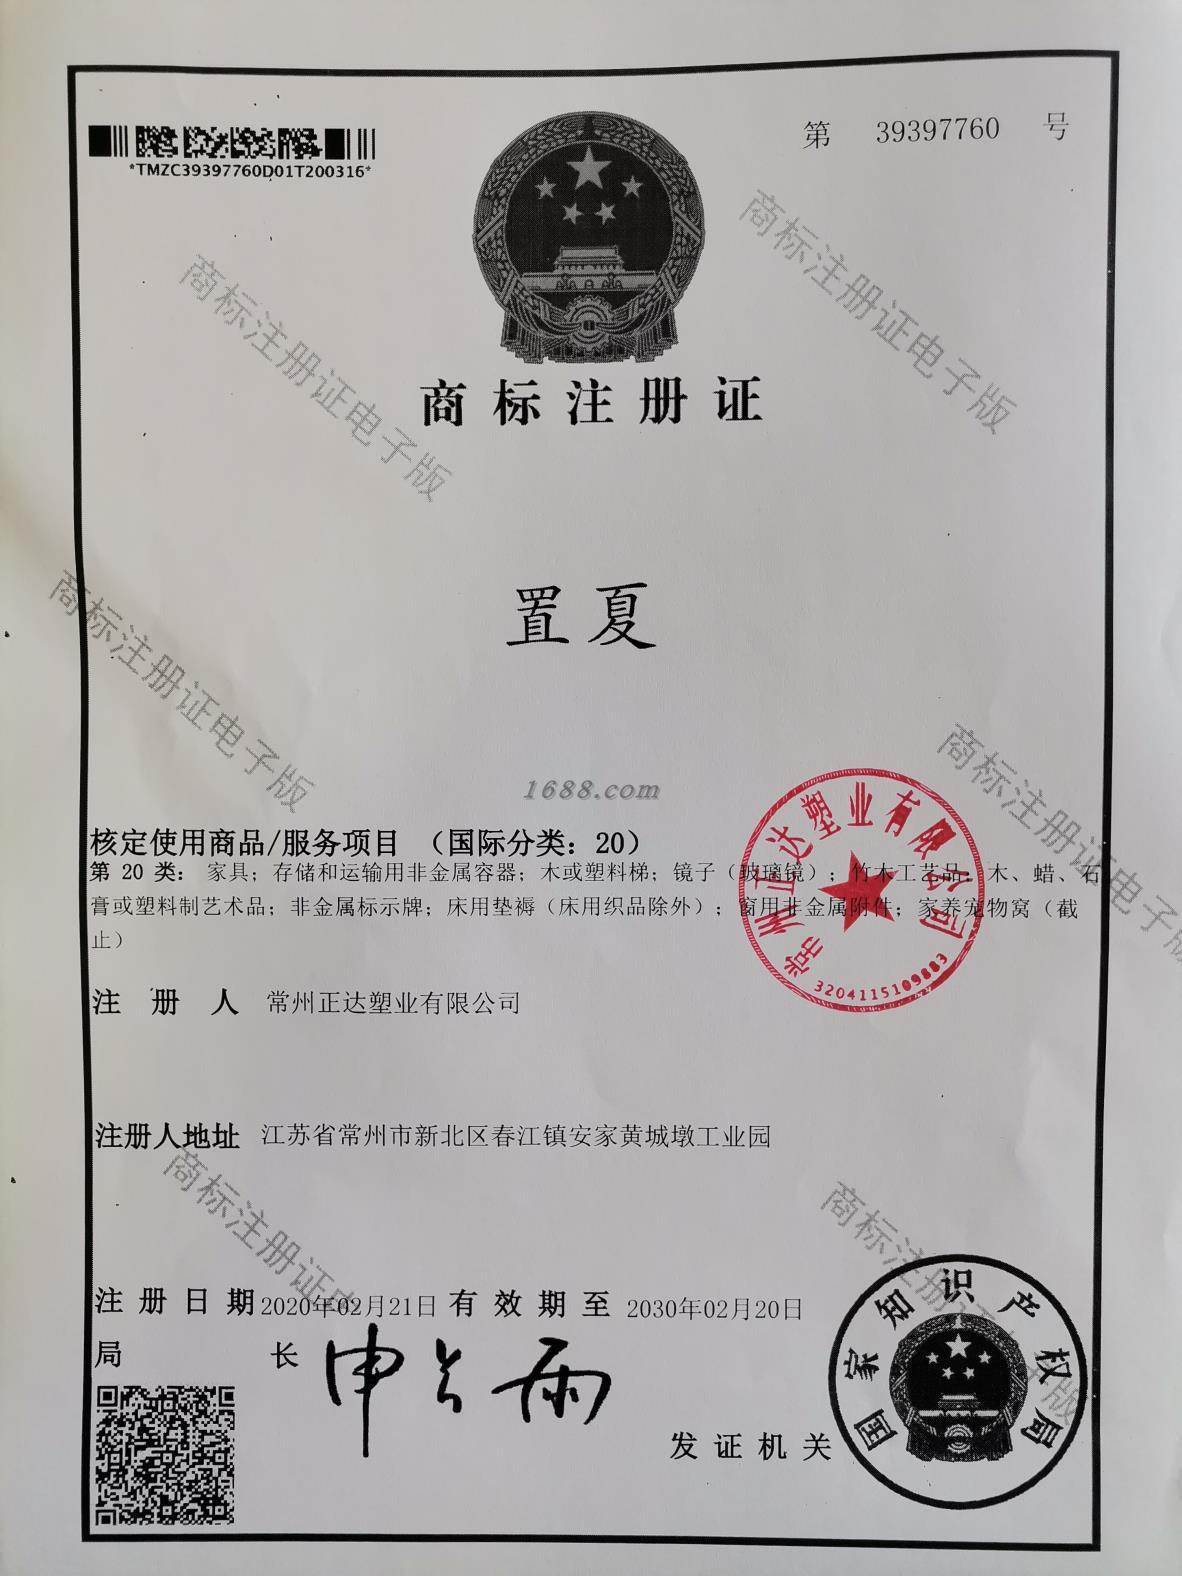 第 39397760 号
*TMZC39397760D01T200316*
商标注册证
置夏
1688.com
核定使用商品/服务项目 （国际分类：20）
第 20 类： 家具；存储和运输用非金属容器；木或塑料梯；镜子（玻璃镜）；竹木工艺品；木、蜡、石
膏或塑料制艺术品；非金属标示牌；床用垫褥（床用织品除外）；窗用非金属附件；家养宠物窝（截
止）
常州正达塑业有限公司
3204115109883
注 册 人 常州正达塑业有限公司
注册人地址 江苏省常州市新北区春江镇安家黄城墩工业园
注 册 日 期 2020年02月21日 有 效 期 至 2030年02月20日
局 长 申长雨
发 证 机 关
国家知识产权局
商标注册证电子版
商标注册证电子版
商标注册证电子版
商标注册证电子版
商标注册证电子版
商标注册证电子版